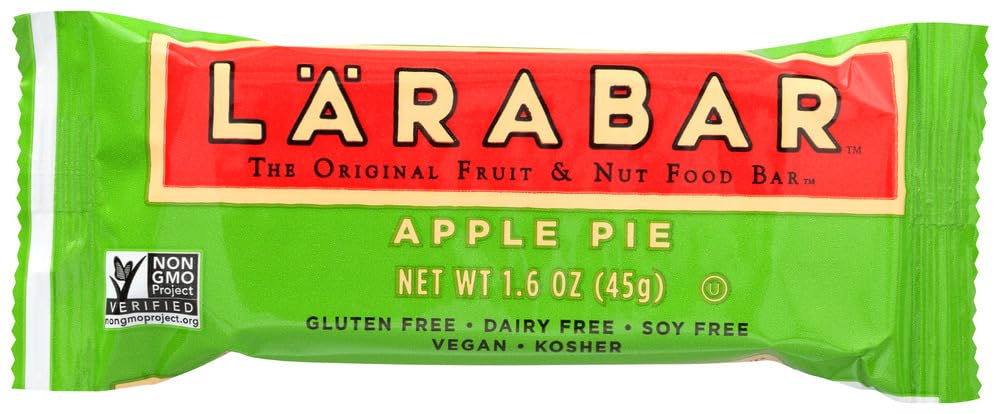 LÄRABAR™
THE ORIGINAL FRUIT & NUT FOOD BAR™
APPLE PIE
NET WT 1.6 OZ (45g) U
NON
GMO
Project
VERIFIED
nongmoproject.org
GLUTEN FREE • DAIRY FREE • SOY FREE
VEGAN • KOSHER